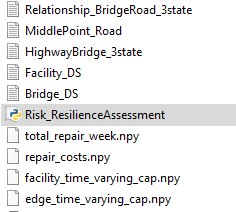 Relationship_BridgeRoad_3state
MiddlePoint_Road
HighwayBridge_3state
Facility_DS
Bridge_DS
Risk_ResilienceAssessment
total_repair_week.npy
repair_costs.npy
facility_time_varying_cap.npy
edge_time_varying_cap.npy